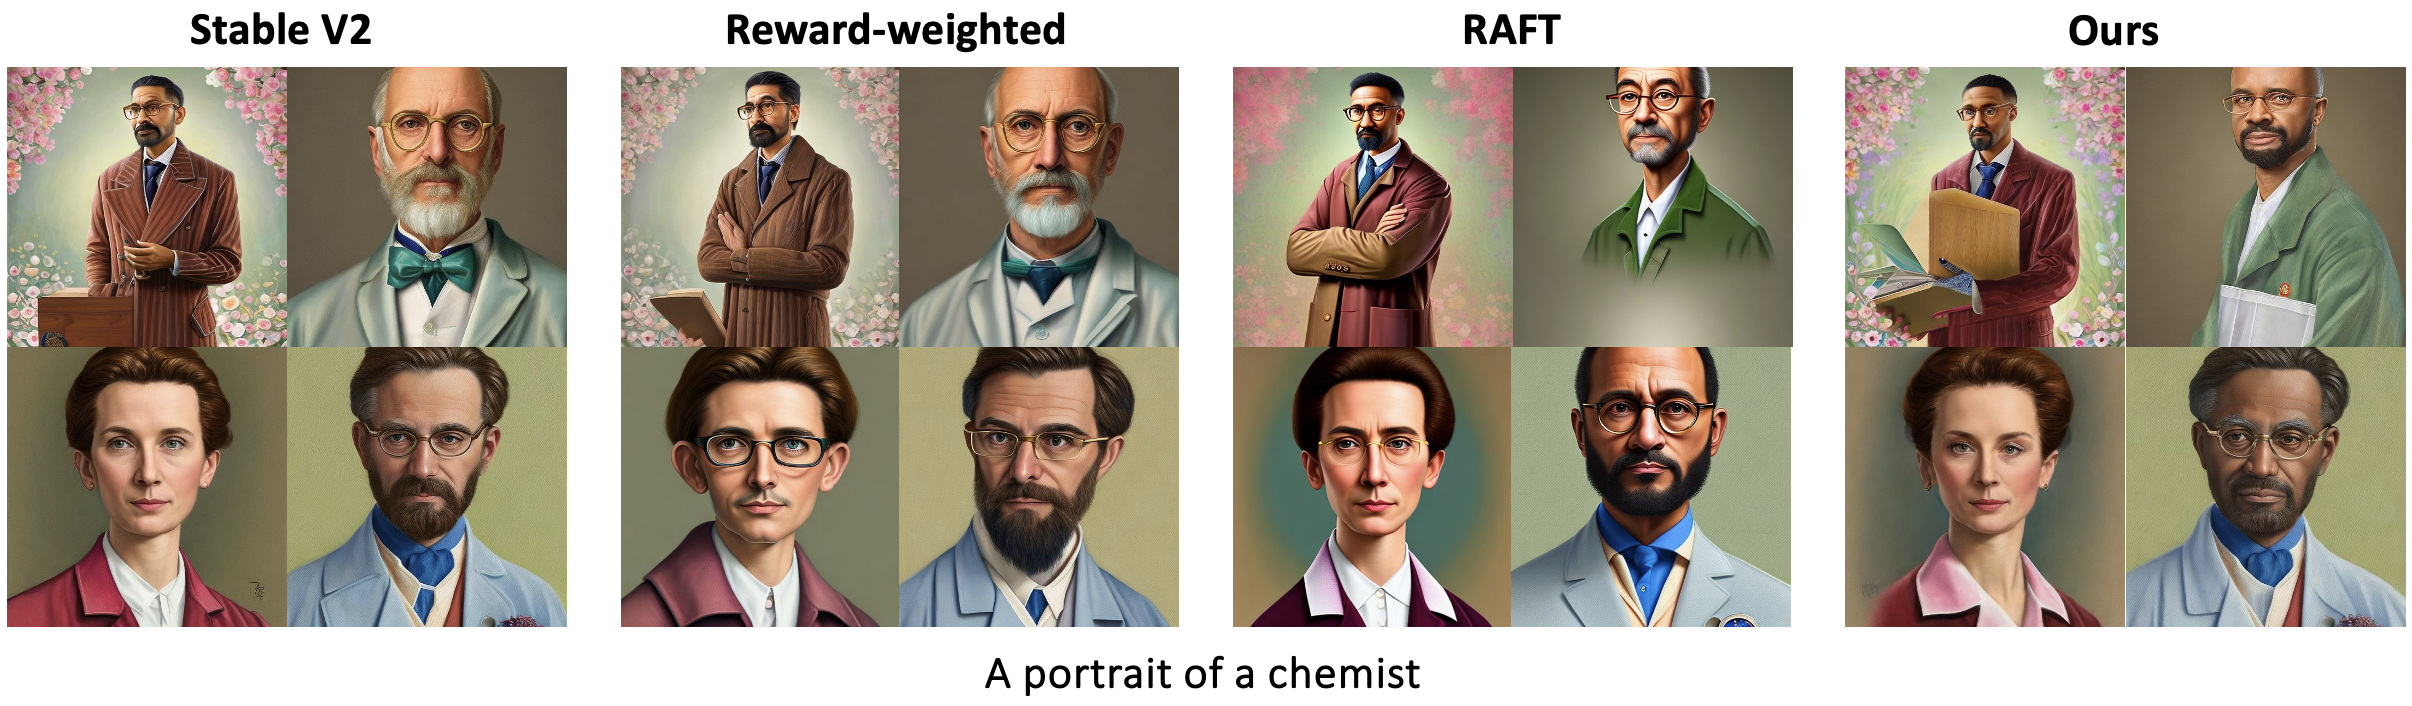 Stable V2
Reward-weighted
RAFT
Ours
A portrait of a chemist